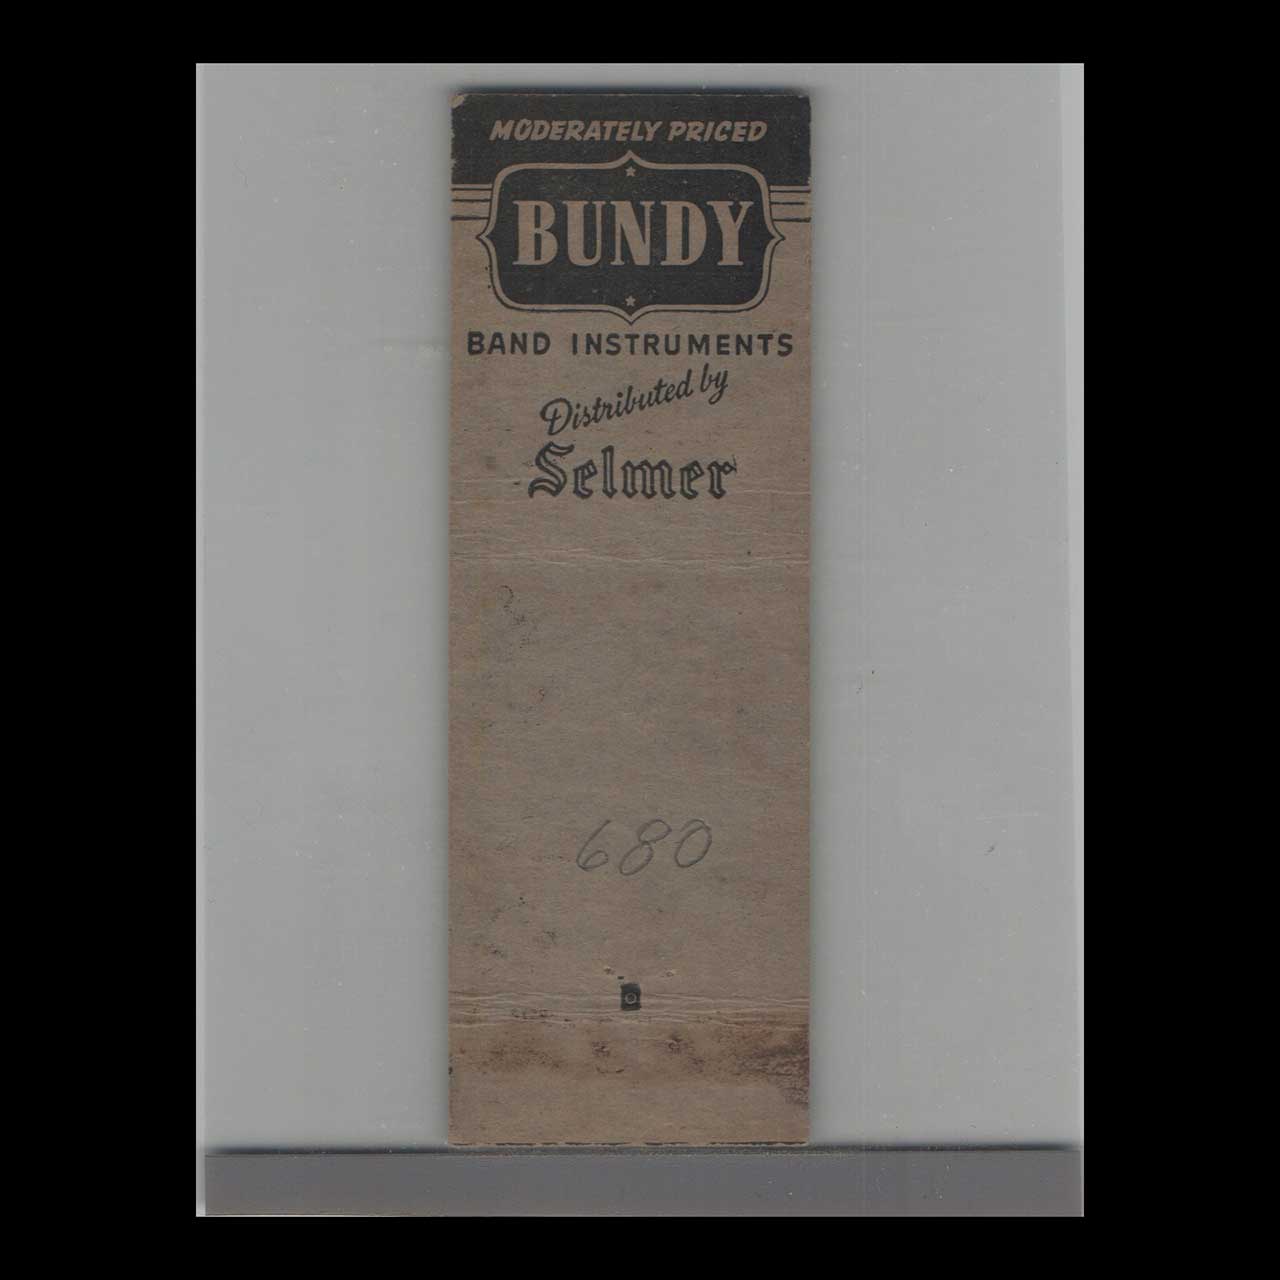 MODERATELY PRICED
BUNDY
BAND INSTRUMENTS
Distributed by
Selmer
680